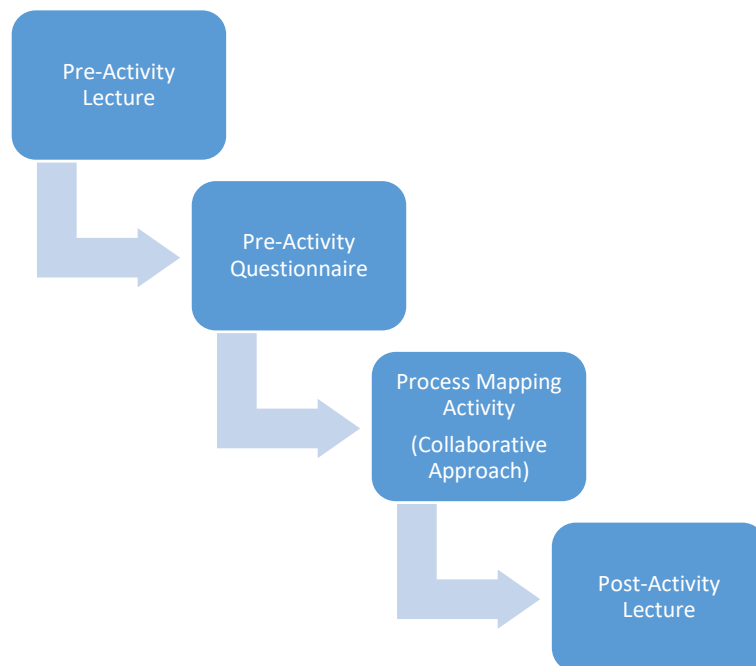 Pre-Activity
Lecture
Pre-Activity
Questionnaire
Process Mapping
Activity
(Collaborative
Approach)
Post-Activity
Lecture